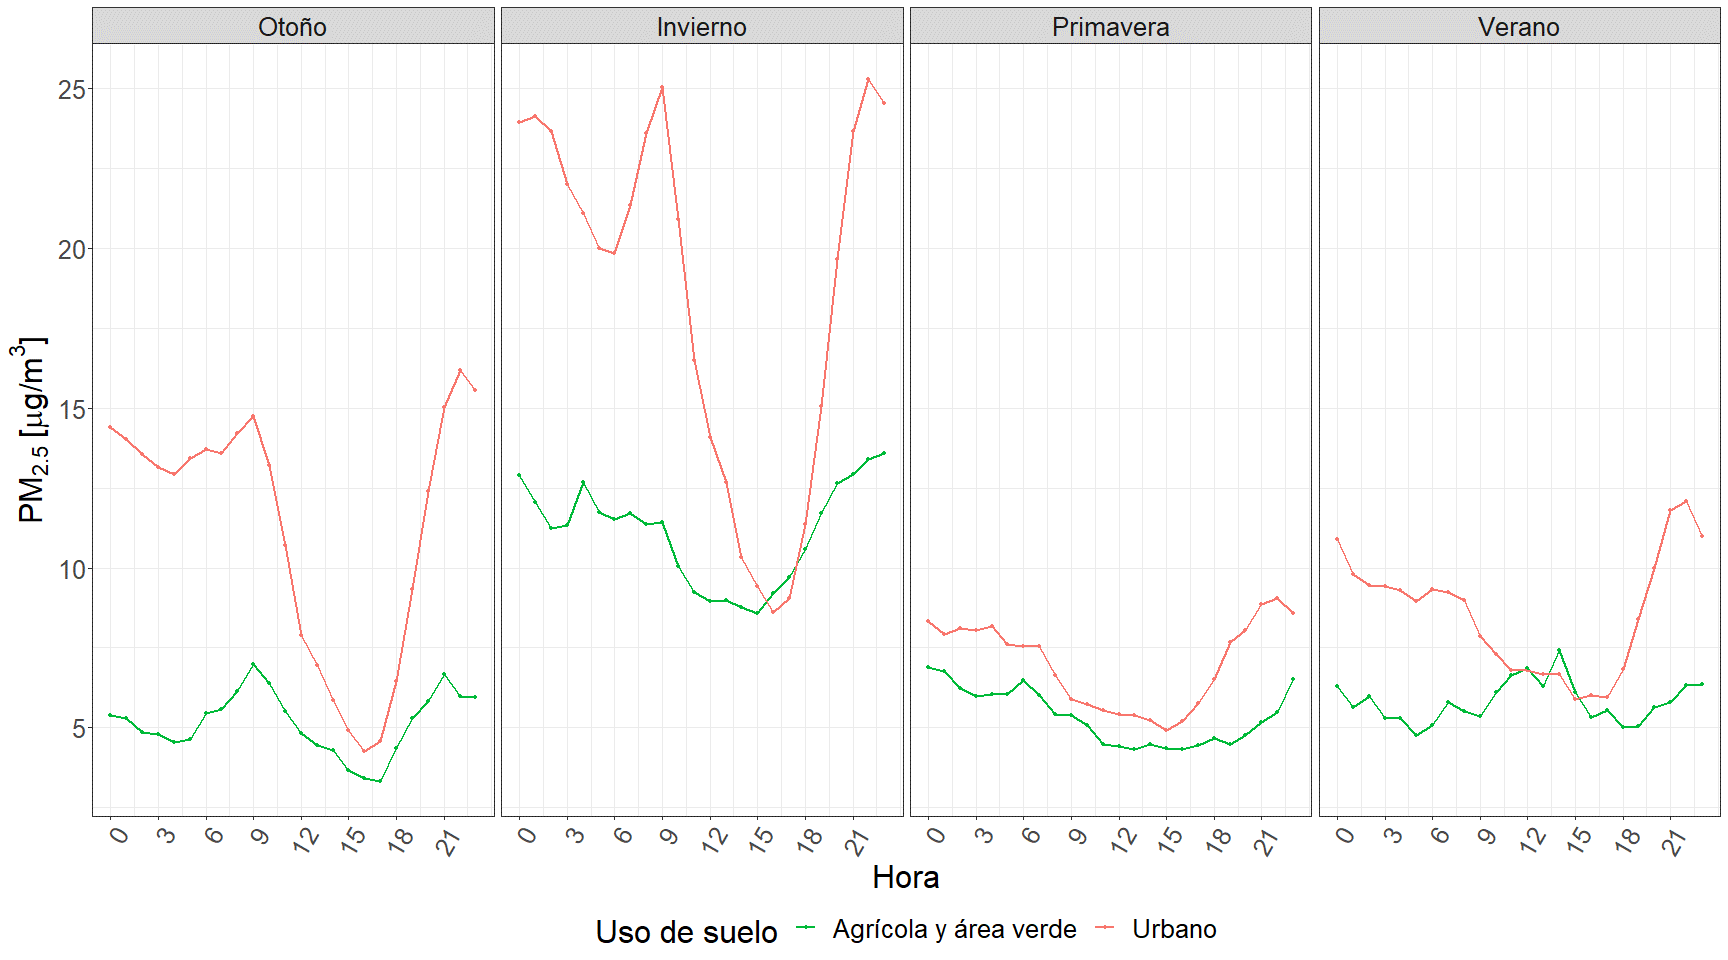 Otoño Invierno Primavera Verano
25
20
15
10
5
PM2.5 [μg/m3]
0 3 6 9 12 15 18 21 0 3 6 9 12 15 18 21 0 3 6 9 12 15 18 21 0 3 6 9 12 15 18 21
Hora
Uso de suelo Agrícola y área verde Urbano